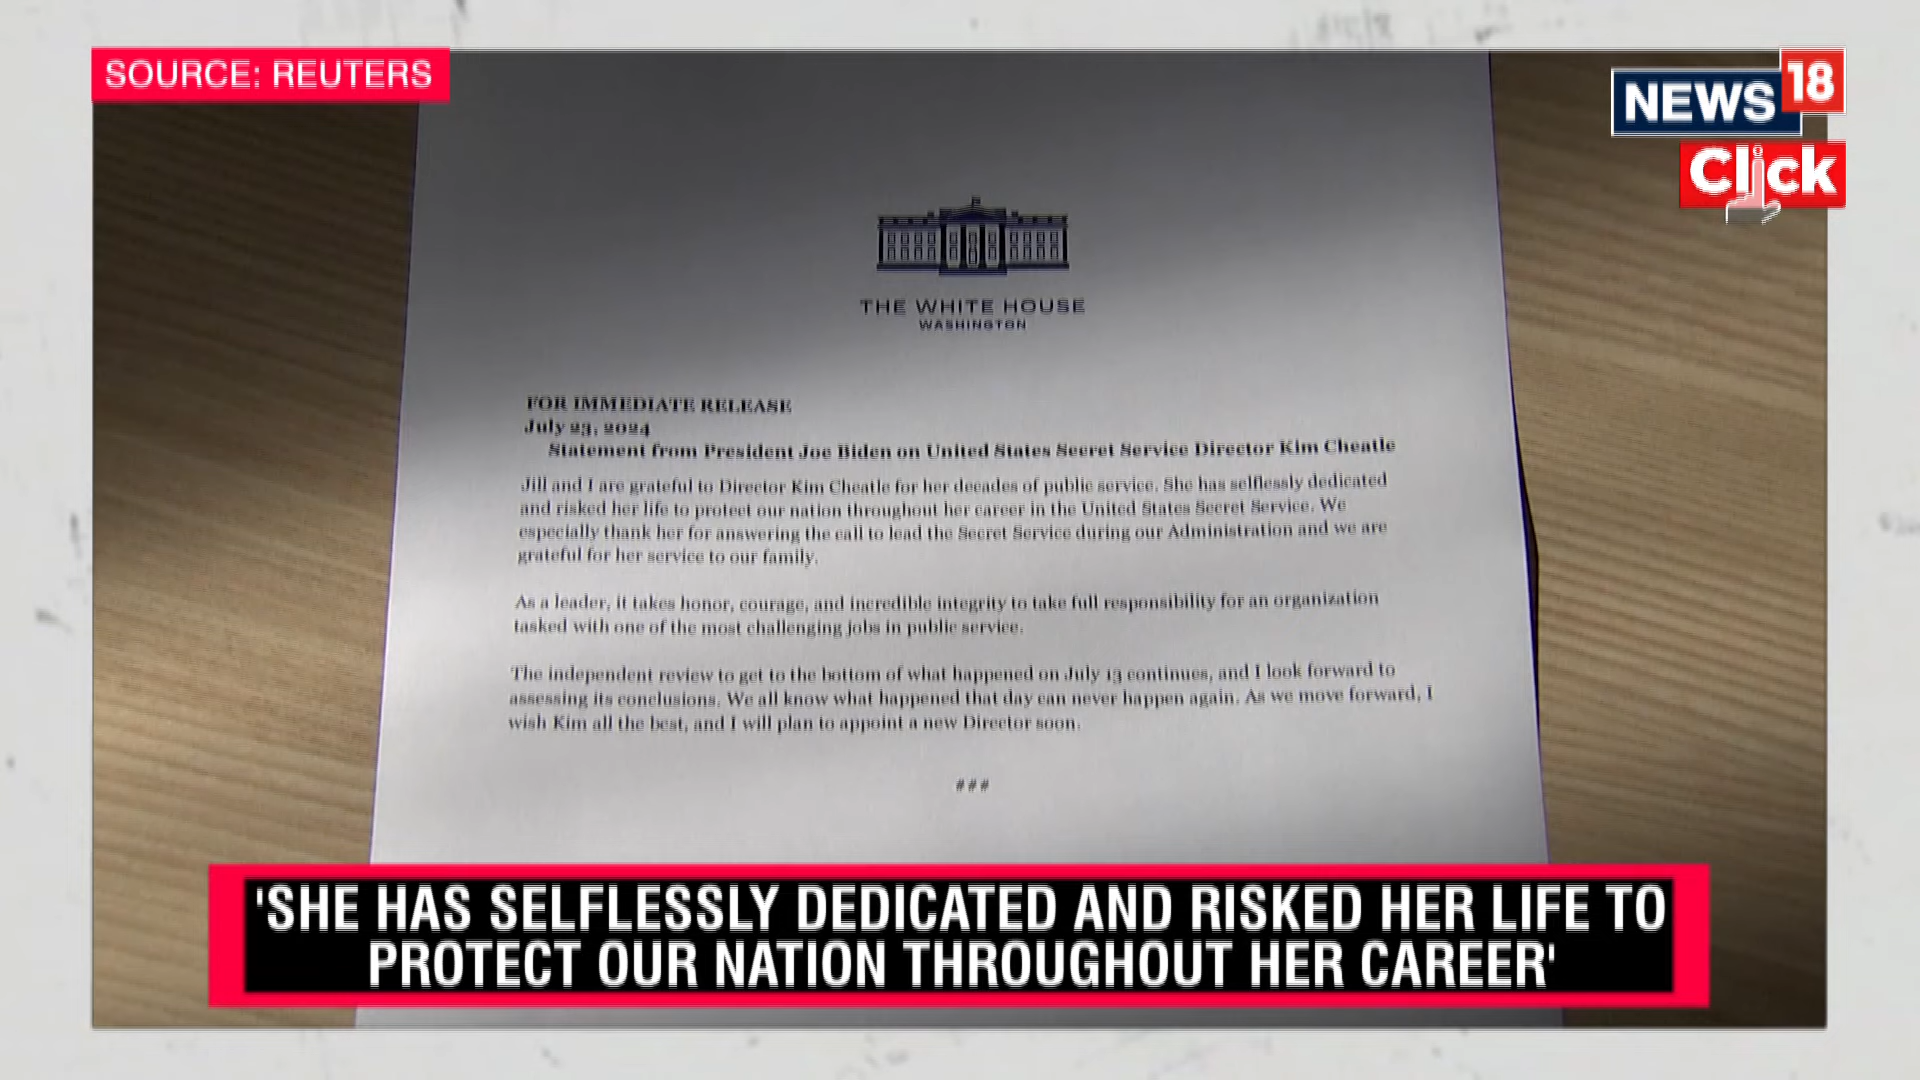 SOURCE: REUTERS
NEWS 18
Click
THE WHITE HOUSE
WASHINGTON
FOR IMMEDIATE RELEASE
July 23, 2024
Statement from President Joe Biden on United States Secret Service Director Kim Cheatle
Jill and I are grateful to Director Kim Cheatle for her decades of public service. She has selflessly dedicated
and risked her life to protect our nation throughout her career in the United States Secret Service. We
especially thank her for answering the call to lead the Secret Service during our Administration and we are
grateful for her service to our family.
As a leader, it takes honor, courage, and incredible integrity to take full responsibility for an organization
tasked with one of the most challenging jobs in public service.
The independent review to get to the bottom of what happened on July 13 continues, and I look forward to
assessing its conclusions. We all know what happened that day can never happen again. As we move forward, I
wish Kim all the best, and I will plan to appoint a new Director soon.
###
'SHE HAS SELFLESSLY DEDICATED AND RISKED HER LIFE TO
PROTECT OUR NATION THROUGHOUT HER CAREER'